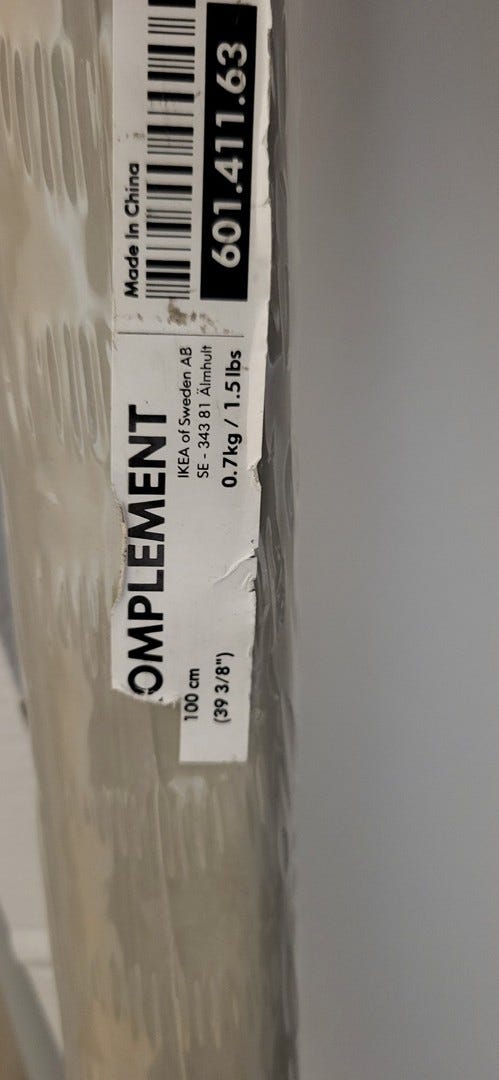 OMPLEMENT
100 cm
(39 3/8")
IKEA of Sweden AB
SE - 343 81 Älmhult
0.7kg / 1.5 lbs
Made In China
601.411.63